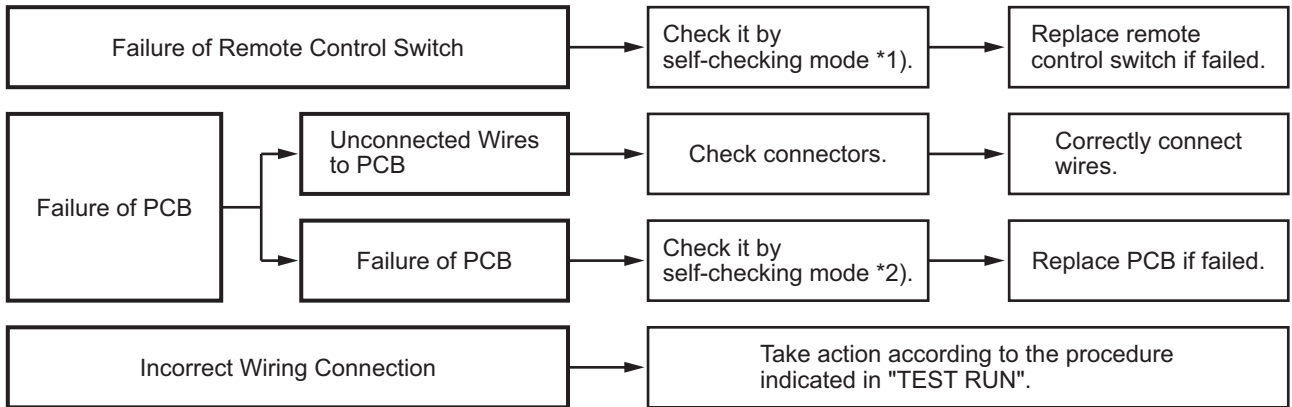 Failure of Remote Control Switch
Check it by
self-checking mode *1).
Replace remote
control switch if failed.
Failure of PCB
Unconnected Wires
to PCB
Check connectors.
Correctly connect
wires.
Failure of PCB
Check it by
self-checking mode *2).
Replace PCB if failed.
Incorrect Wiring Connection
Take action according to the procedure
indicated in "TEST RUN".